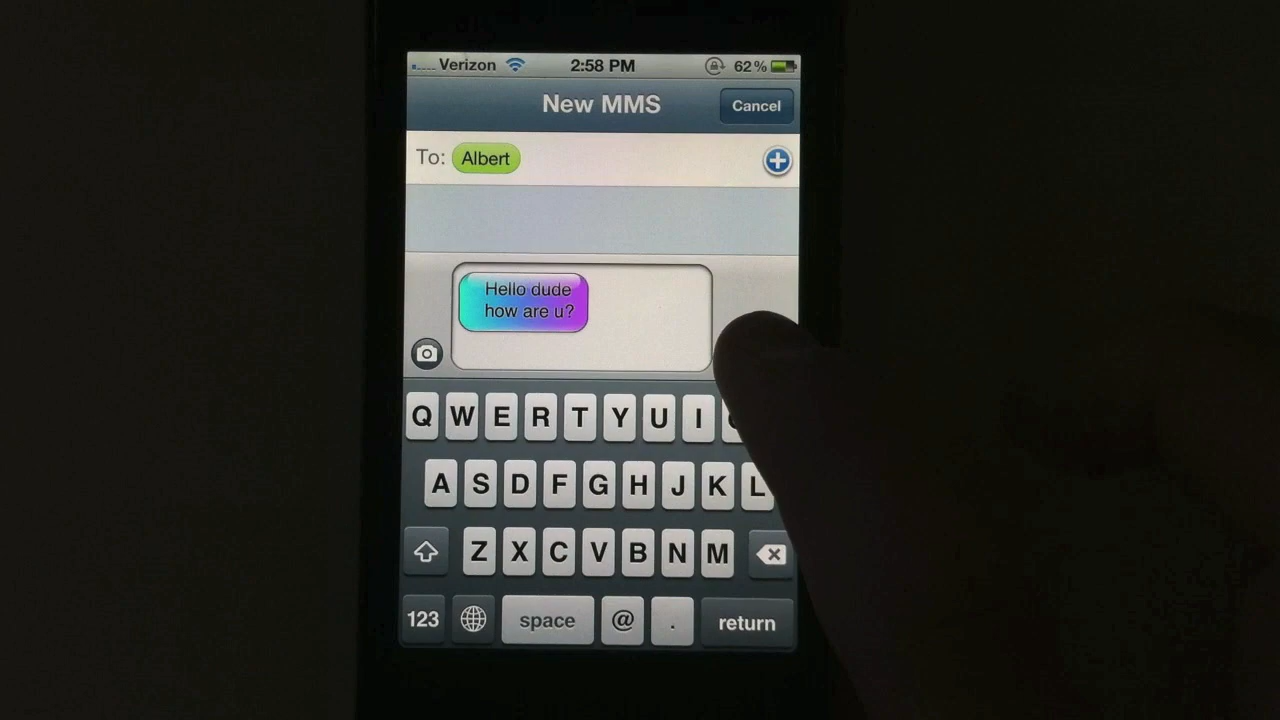 Verizon 2:58 PM 62%
New MMS Cancel
To: Albert
Hello dude
how are u?
Q W E R T Y U I
A S D F G H J K L
Z X C V B N M
123 space @ . return